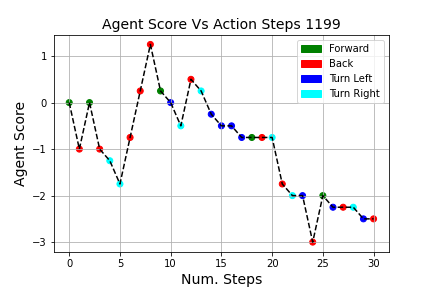 Agent Score Vs Action Steps 1199
Forward
Back
Turn Left
Turn Right
Agent Score
1
0
−1
−2
−3
0 5 10 15 20 25 30
Num. Steps